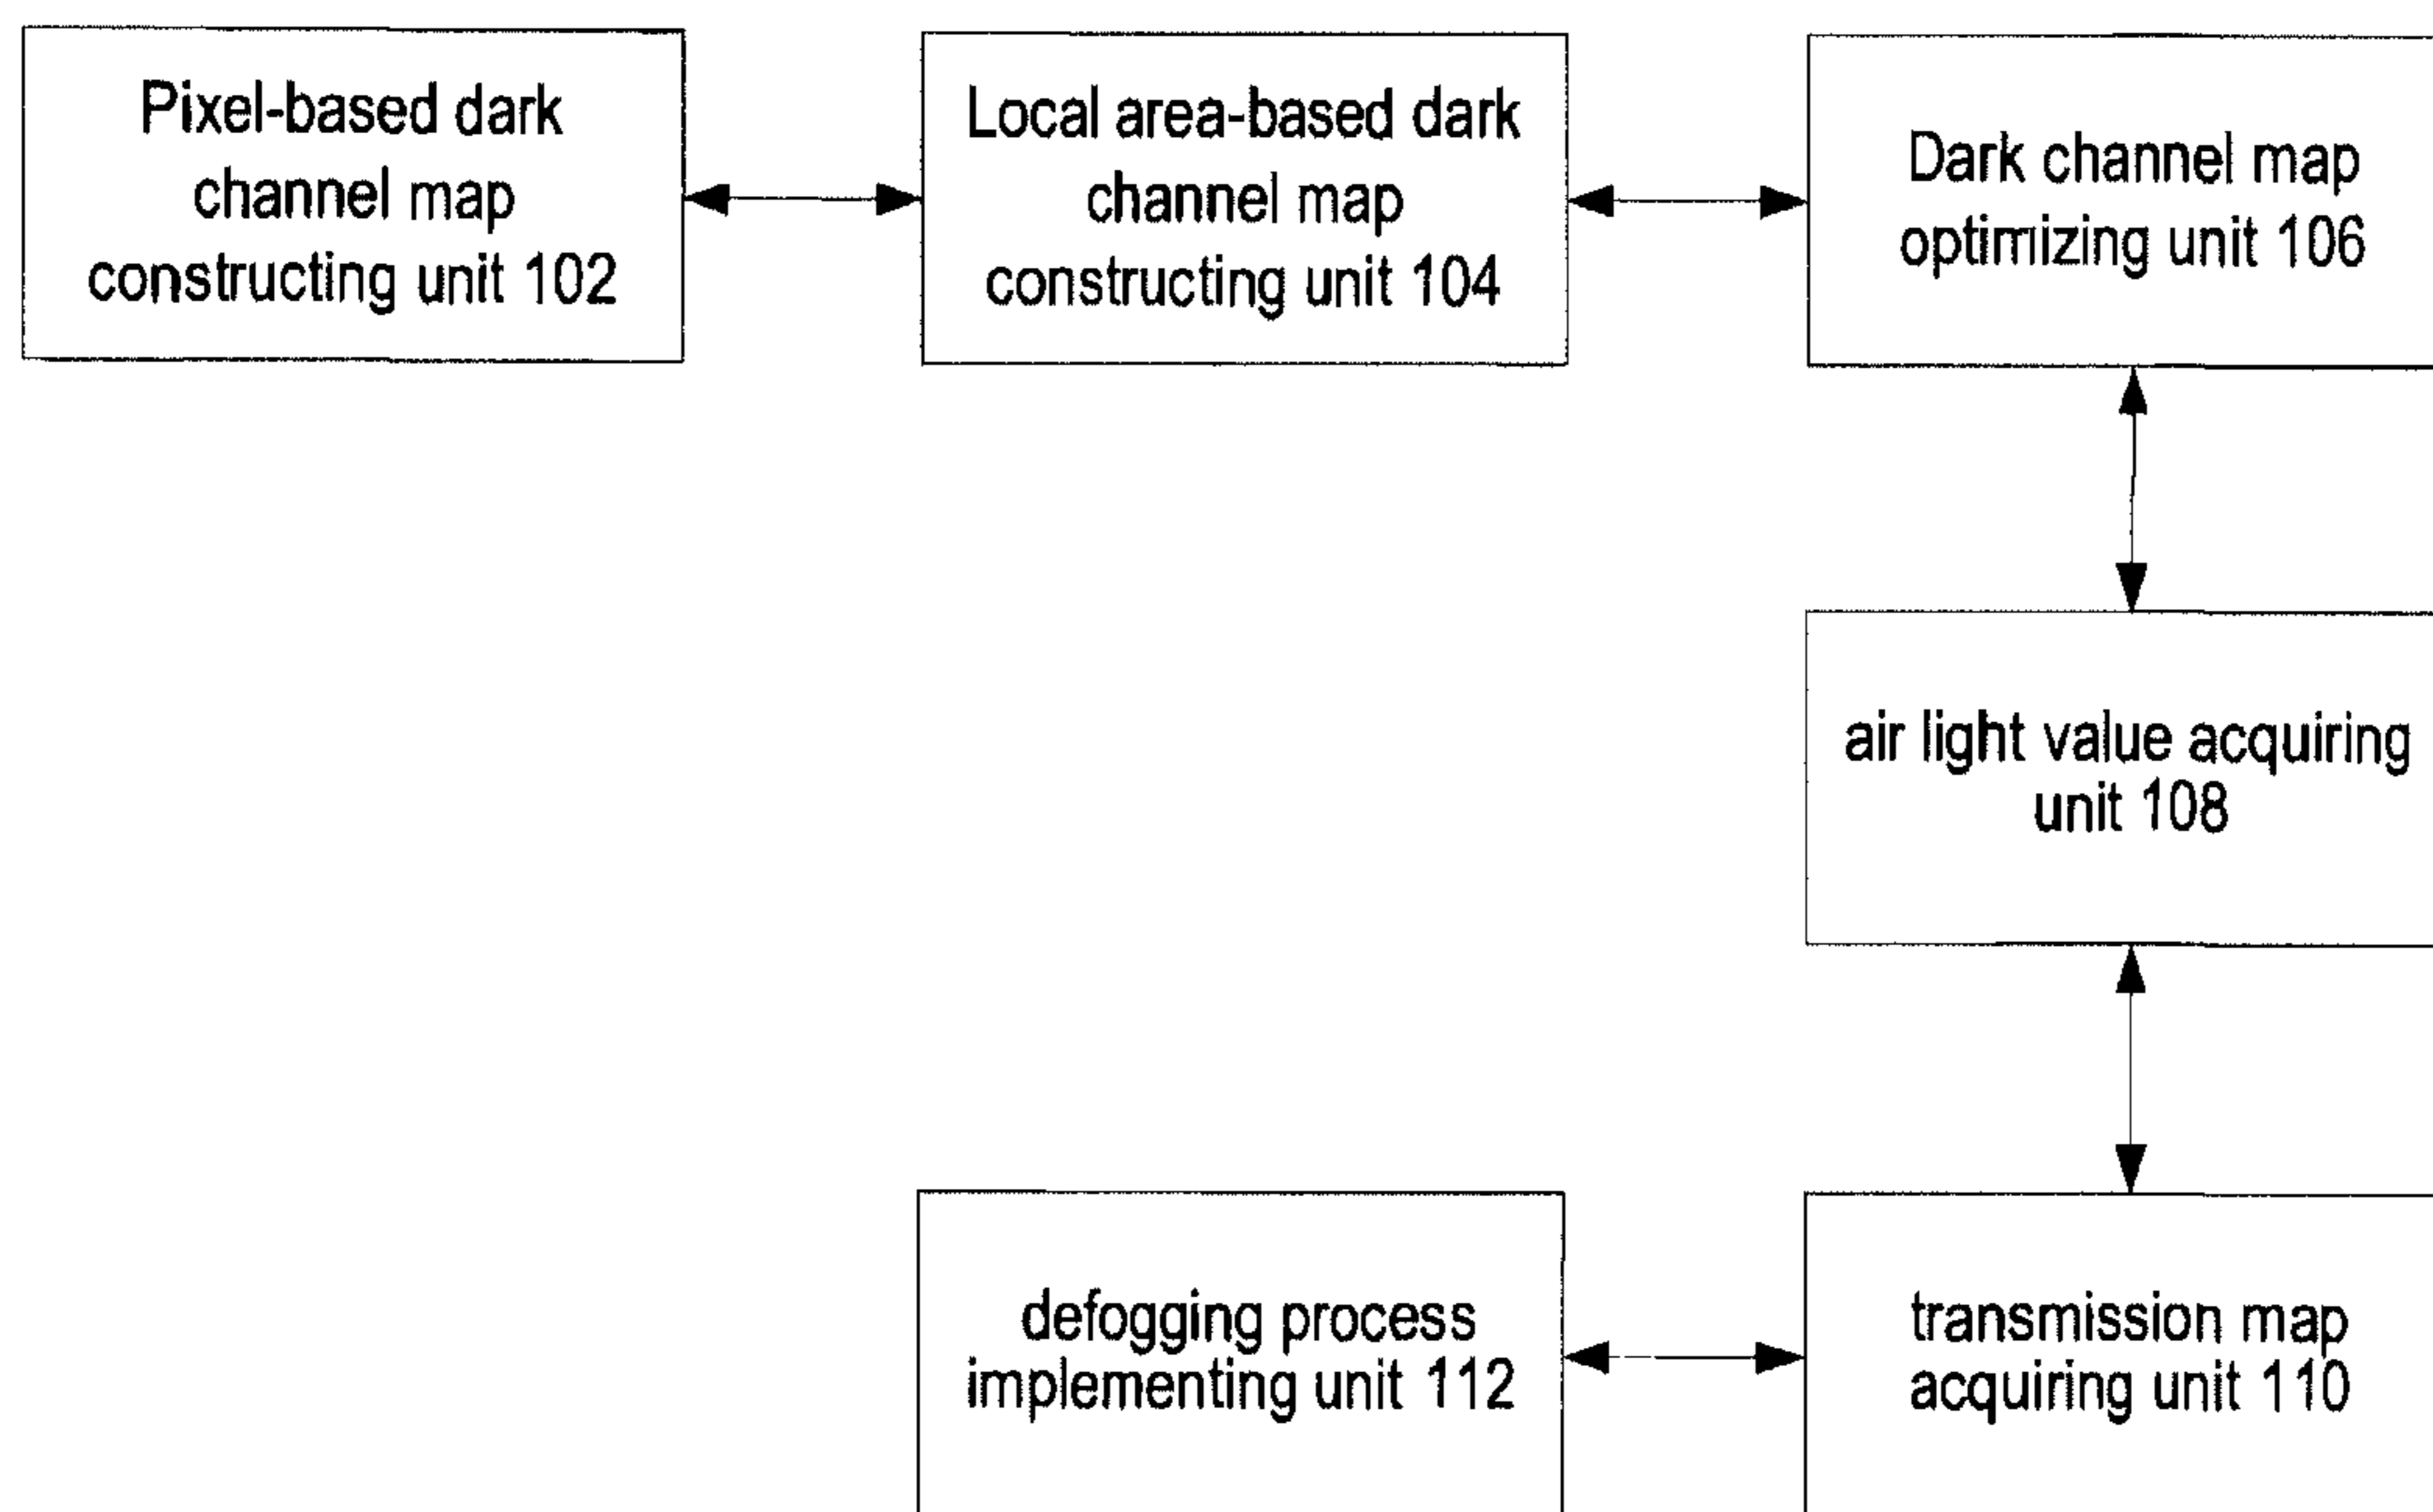 Pixel-based dark
channel map
constructing unit 102
Local area-based dark
channel map
constructing unit 104
Dark channel map
optimizing unit 106
air light value acquiring
unit 108
defogging process
implementing unit 112
transmission map
acquiring unit 110